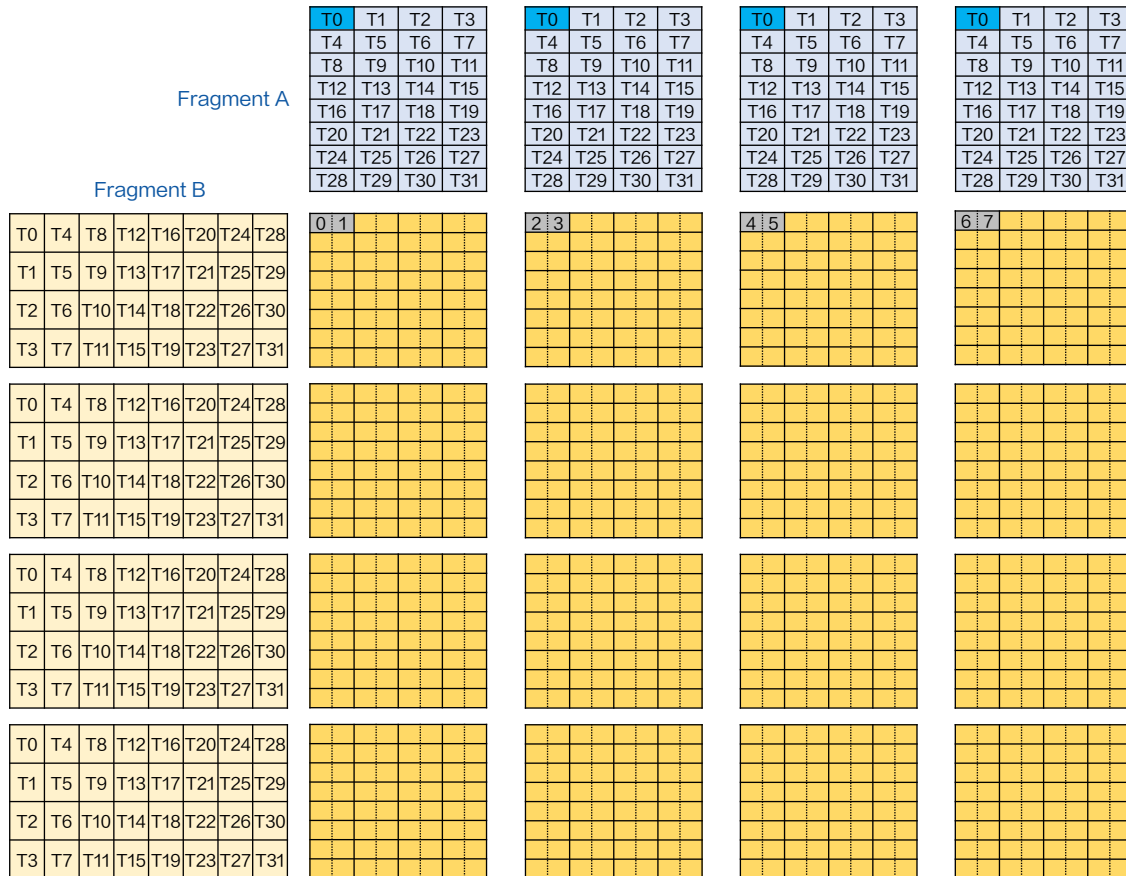 T0 T1 T2 T3 T0 T1 T2 T3 T0 T1 T2 T3 T0 T1 T2 T3
T4 T5 T6 T7 T4 T5 T6 T7 T4 T5 T6 T7 T4 T5 T6 T7
T8 T9 T10 T11 T8 T9 T10 T11 T8 T9 T10 T11 T8 T9 T10 T11
Fragment A
T12 T13 T14 T15 T12 T13 T14 T15 T12 T13 T14 T15 T12 T13 T14 T15
T16 T17 T18 T19 T16 T17 T18 T19 T16 T17 T18 T19 T16 T17 T18 T19
T20 T21 T22 T23 T20 T21 T22 T23 T20 T21 T22 T23 T20 T21 T22 T23
T24 T25 T26 T27 T24 T25 T26 T27 T24 T25 T26 T27 T24 T25 T26 T27
T28 T29 T30 T31 T28 T29 T30 T31 T28 T29 T30 T31 T28 T29 T30 T31
Fragment B
0 1 2 3 4 5 6 7
T0 T4 T8 T12 T16 T20 T24 T28
T1 T5 T9 T13 T17 T21 T25 T29
T2 T6 T10 T14 T18 T22 T26 T30
T3 T7 T11 T15 T19 T23 T27 T31
T0 T4 T8 T12 T16 T20 T24 T28
T1 T5 T9 T13 T17 T21 T25 T29
T2 T6 T10 T14 T18 T22 T26 T30
T3 T7 T11 T15 T19 T23 T27 T31
T0 T4 T8 T12 T16 T20 T24 T28
T1 T5 T9 T13 T17 T21 T25 T29
T2 T6 T10 T14 T18 T22 T26 T30
T3 T7 T11 T15 T19 T23 T27 T31
T0 T4 T8 T12 T16 T20 T24 T28
T1 T5 T9 T13 T17 T21 T25 T29
T2 T6 T10 T14 T18 T22 T26 T30
T3 T7 T11 T15 T19 T23 T27 T31